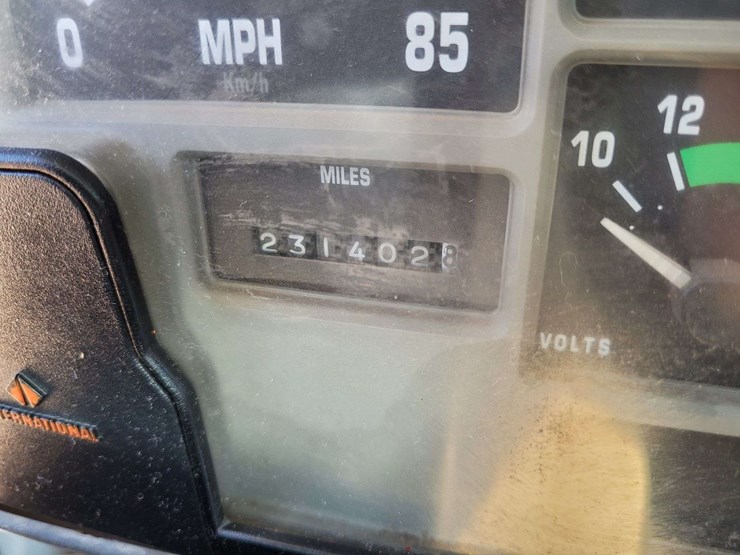 0 MPH 85
Km/h
12
10
MILES
2314028
VOLTS
INTERNATIONAL